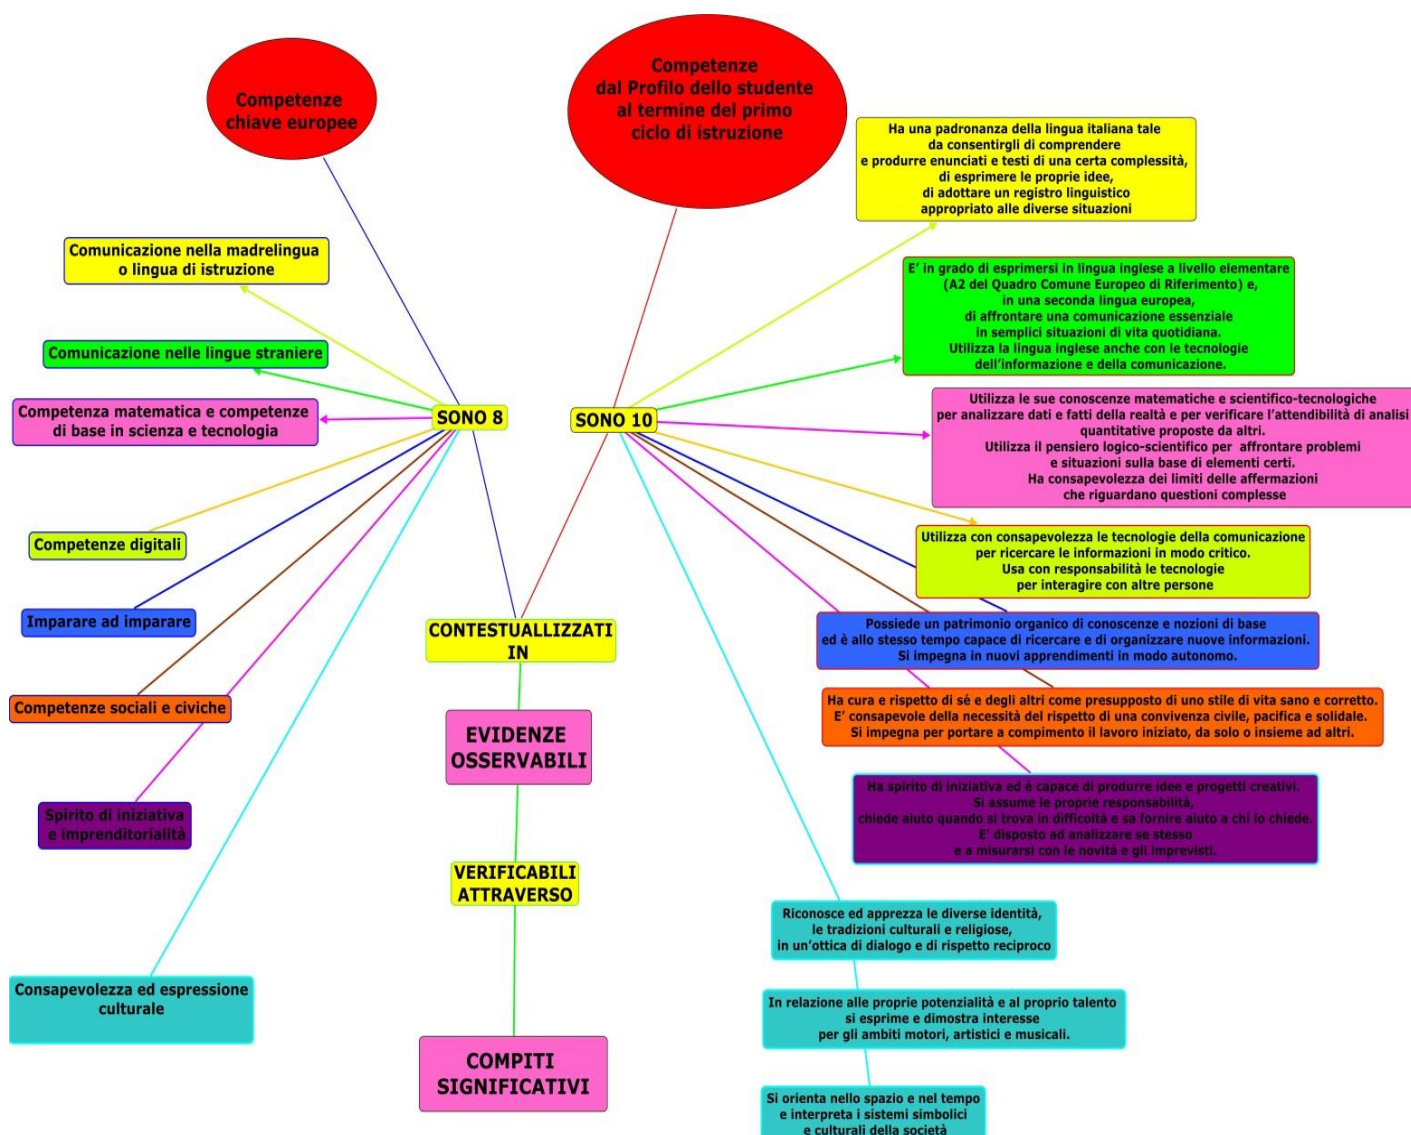 Competenze
chiave europee
Competenze
dal Profilo dello studente
al termine del primo
ciclo di istruzione
Comunicazione nella madrelingua
o lingua di istruzione
Comunicazione nelle lingue straniere
Competenza matematica e competenze
di base in scienza e tecnologia
Competenze digitali
Imparare ad imparare
Competenze sociali e civiche
Spirito di iniziativa
e imprenditorialità
Consapevolezza ed espressione
culturale
SONO 8
SONO 10
CONTESTUALLIZZATI
IN
EVIDENZE
OSSERVABILI
VERIFICABILI
ATTRAVERSO
COMPITI
SIGNIFICATIVI
Ha una padronanza della lingua italiana tale
da consentirgli di comprendere
e produrre enunciati e testi di una certa complessità,
di esprimere le proprie idee,
di adottare un registro linguistico
appropriato alle diverse situazioni
E' in grado di esprimersi in lingua inglese a livello elementare
(A2 del Quadro Comune Europeo di Riferimento) e,
in una seconda lingua europea,
di affrontare una comunicazione essenziale
in semplici situazioni di vita quotidiana.
Utilizza la lingua inglese anche con le tecnologie
dell'informazione e della comunicazione.
Utilizza le sue conoscenze matematiche e scientifico-tecnologiche
per analizzare dati e fatti della realtà e per verificare l'attendibilità di analisi
quantitative proposte da altri.
Utilizza il pensiero logico-scientifico per affrontare problemi
e situazioni sulla base di elementi certi.
Ha consapevolezza dei limiti delle affermazioni
che riguardano questioni complesse
Utilizza con consapevolezza le tecnologie della comunicazione
per ricercare le informazioni in modo critico.
Usa con responsabilità le tecnologie
per interagire con altre persone
Possiede un patrimonio organico di conoscenze e nozioni di base
ed è allo stesso tempo capace di ricercare e di organizzare nuove informazioni.
Si impegna in nuovi apprendimenti in modo autonomo.
Ha cura e rispetto di sé e degli altri come presupposto di uno stile di vita sano e corretto.
E' consapevole della necessità del rispetto di una convivenza civile, pacifica e solidale.
Si impegna per portare a compimento il lavoro iniziato, da solo o insieme ad altri.
Ha spirito di iniziativa ed è capace di produrre idee e progetti creativi.
Si assume le proprie responsabilità,
chiede aiuto quando si trova in difficoltà e sa fornire aiuto a chi lo chiede.
E' disposto ad analizzare se stesso
e a misurarsi con le novità e gli imprevisti.
Riconosce ed apprezza le diverse identità,
le tradizioni culturali e religiose,
in un'ottica di dialogo e di rispetto reciproco
In relazione alle proprie potenzialità e al proprio talento
si esprime e dimostra interesse
per gli ambiti motori, artistici e musicali.
Si orienta nello spazio e nel tempo
e interpreta i sistemi simbolici
e culturali della società